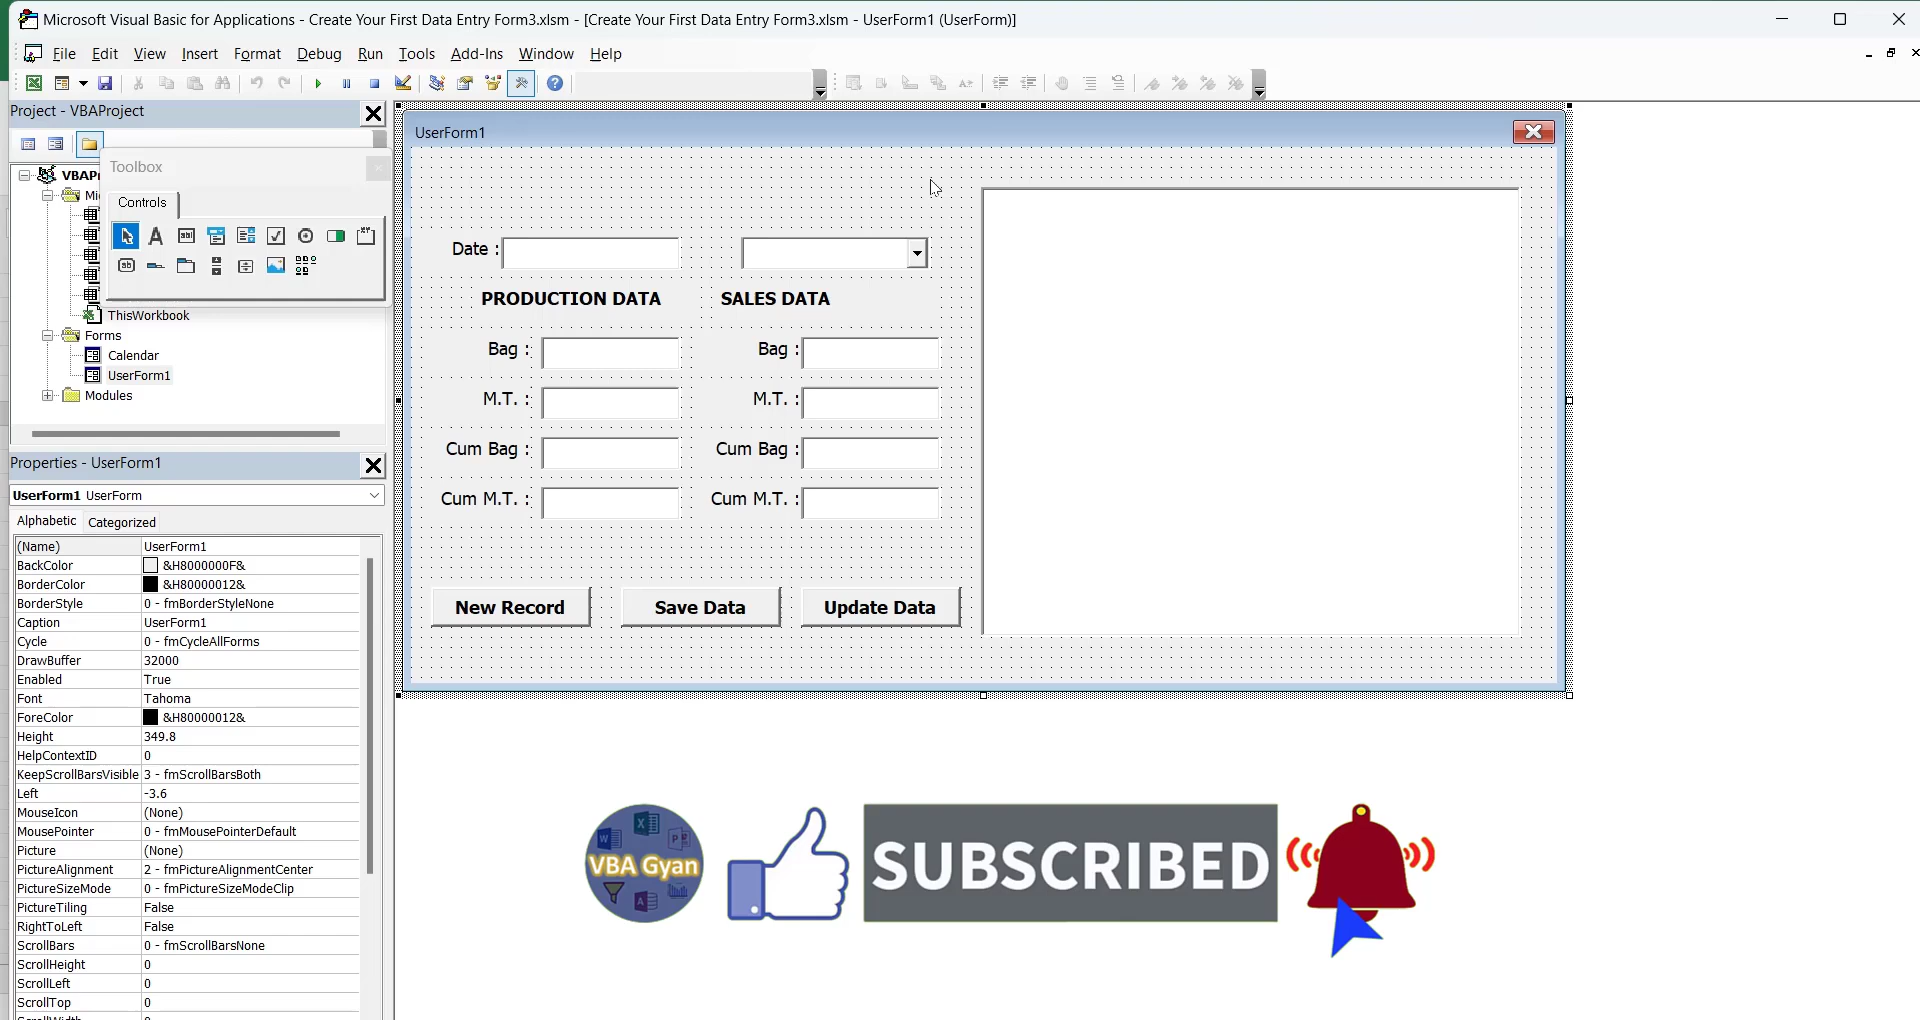 Microsoft Visual Basic for Applications - Create Your First Data Entry Form3.xlsm - [Create Your First Data Entry Form3.xlsm - UserForm1 (UserForm)]
File Edit View Insert Format Debug Run Tools Add-Ins Window Help
Project - VBAProject
Toolbox
Controls
ThisWorkbook
Forms
Calendar
UserForm1
Modules
Properties - UserForm1
UserForm1 UserForm
Alphabetic Categorized
(Name) UserForm1
BackColor &H8000000F&
BorderColor &H80000012&
BorderStyle 0 - fmBorderStyleNone
Caption UserForm1
Cycle 0 - fmCycleAllForms
DrawBuffer 32000
Enabled True
Font Tahoma
ForeColor &H80000012&
Height 349.8
HelpContextID 0
KeepScrollBarsVisible 3 - fmScrollBarsBoth
Left -3.6
MouseIcon (None)
MousePointer 0 - fmMousePointerDefault
Picture (None)
PictureAlignment 2 - fmPictureAlignmentCenter
PictureSizeMode 0 - fmPictureSizeModeClip
PictureTiling False
RightToLeft False
ScrollBars 0 - fmScrollBarsNone
ScrollHeight 0
ScrollLeft 0
ScrollTop 0
UserForm1
Date :
PRODUCTION DATA SALES DATA
Bag : Bag :
M.T. : M.T. :
Cum Bag : Cum Bag :
Cum M.T. : Cum M.T. :
New Record Save Data Update Data
VBA Gyan
SUBSCRIBED